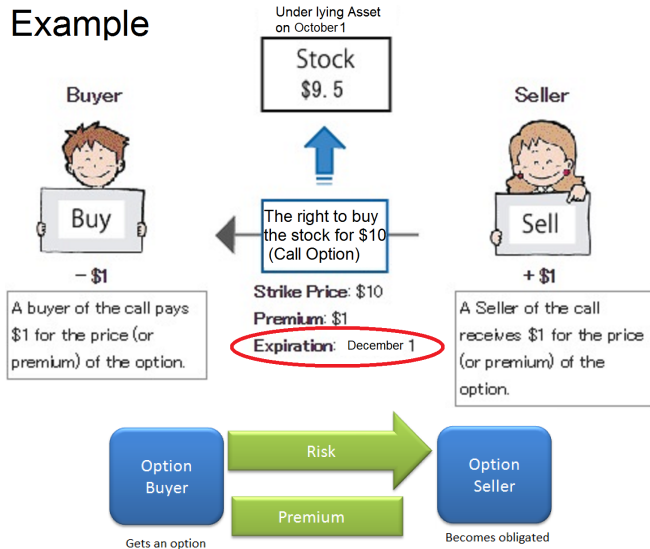 Example
Under lying Asset
on October 1
Stock
$9.5
Buyer
Seller
Buy
Sell
The right to buy
the stock for $10
(Call Option)
– $1
+ $1
Strike Price: $10
Premium: $1
Expiration: December 1
A buyer of the call pays
$1 for the price (or
premium) of the option.
A Seller of the call
receives $1 for the price
(or premium) of the
option.
Option
Buyer
Risk
Premium
Option
Seller
Gets an option
Becomes obligated